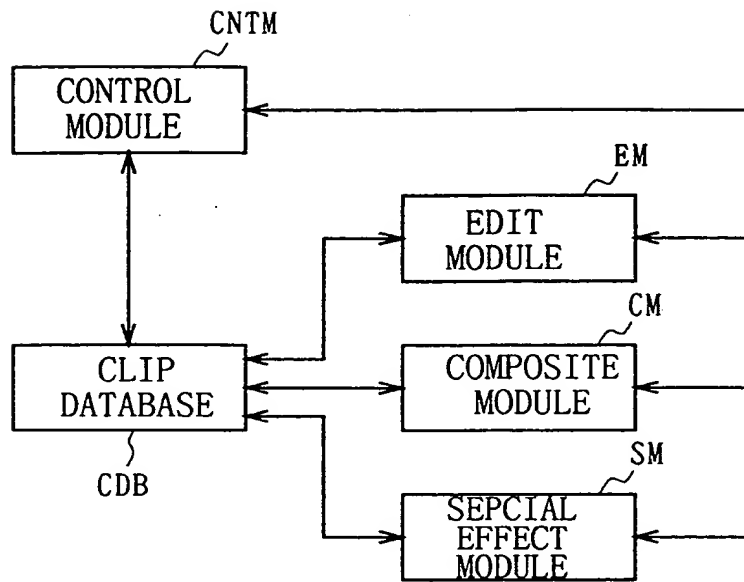 CNTM
CONTROL
MODULE
EM
EDIT
MODULE
CM
CLIP
DATABASE
COMPOSITE
MODULE
CDB
SM
SEPCIAL
EFFECT
MODULE